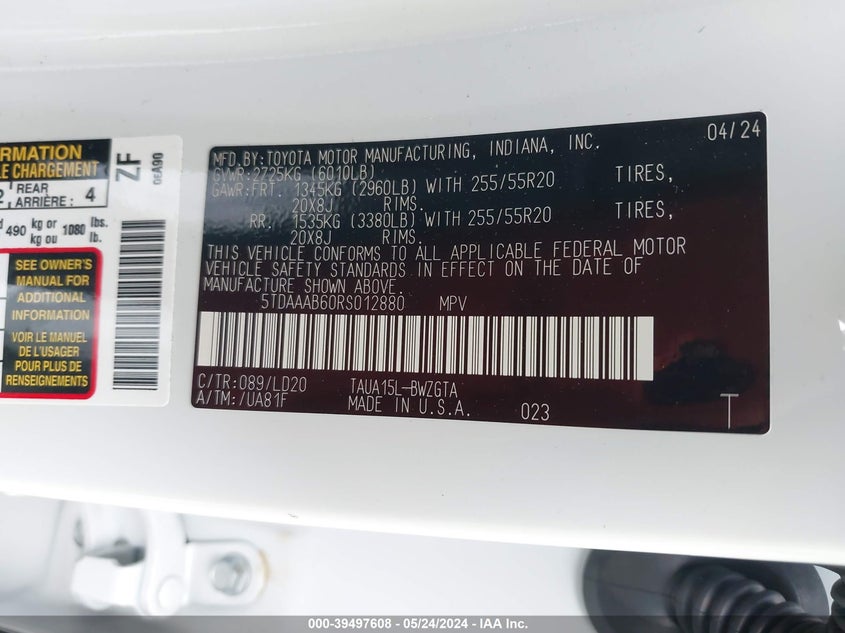 FORMATION
LE CHARGEMENT
2 REAR ARRIÈRE: 4
490 kg or ou 1080 lbs. lb.
SEE OWNER'S
MANUAL FOR
ADDITIONAL
INFORMATION
VOIR LE MANUEL
DE L'USAGER
POUR PLUS DE
RENSEIGNEMENTS
ZF
0EA90
MFD.BY:TOYOTA MOTOR MANUFACTURING, INDIANA, INC. 04/24
GVWR:2725KG (6010LB)
GAWR:FRT. 1345KG (2960LB) WITH 255/55R20 TIRES,
20X8J RIMS.
RR. 1535KG (3380LB) WITH 255/55R20 TIRES,
20X8J RIMS.
THIS VEHICLE CONFORMS TO ALL APPLICABLE FEDERAL MOTOR
VEHICLE SAFETY STANDARDS IN EFFECT ON THE DATE OF
MANUFACTURE SHOWN ABOVE.
5TDAAAB60RS012880 MPV
C/TR:089/LD20 TAUA15L-BWZGTA
A/TM:/UA81F MADE IN U.S.A. 023 T
000-39497608 - 05/24/2024 - IAA Inc.